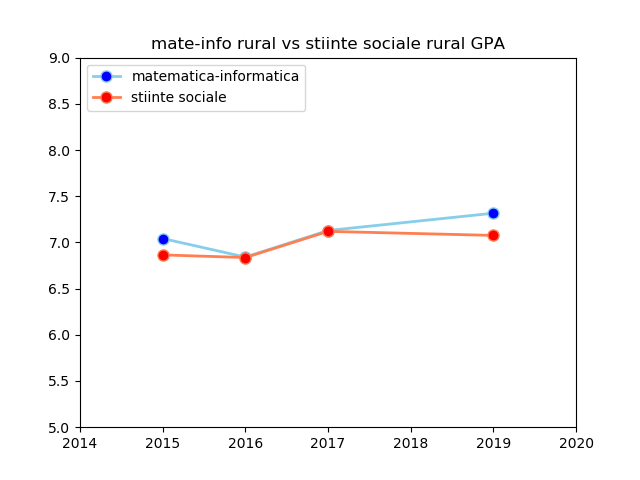 mate-info rural vs stiinte sociale rural GPA
matematica-informatica
stiinte sociale
9.0
8.5
8.0
7.5
7.0
6.5
6.0
5.5
5.0
2014 2015 2016 2017 2018 2019 2020